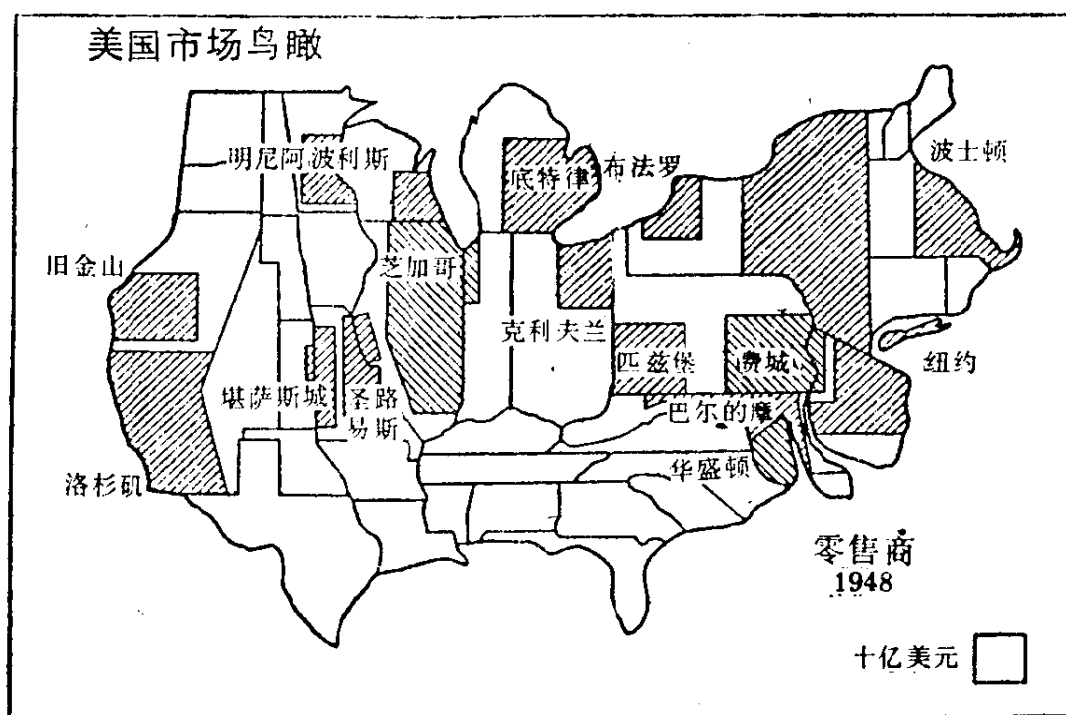 美国市场鸟瞰
明尼阿波利斯
底特律
布法罗
波士顿
旧金山
芝加哥
克利夫兰
匹兹堡
费城
纽约
堪萨斯城
圣路
易斯
巴尔的摩
洛杉矶
华盛顿
零售商
1948
十亿美元